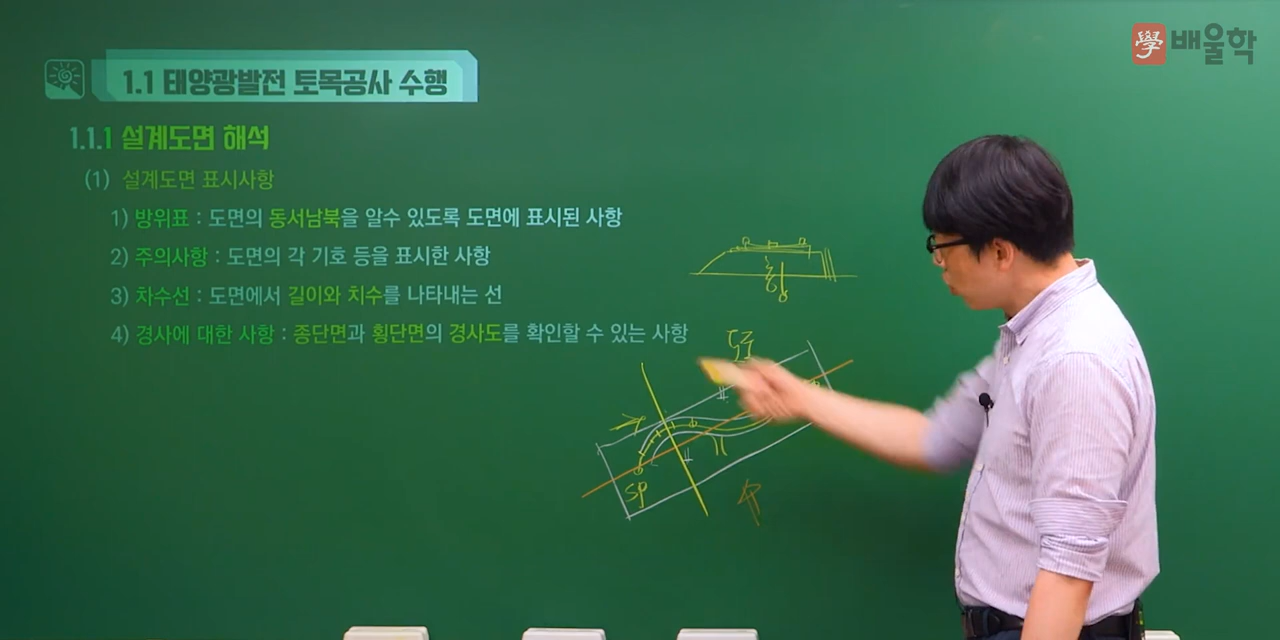 學 배울학
1.1 태양광발전 토목공사 수행
1.1.1 설계도면 해석
(1) 설계도면 표시사항
1) 방위표 : 도면의 동서남북을 알수 있도록 도면에 표시된 사항
2) 주의사항 : 도면의 각 기호 등을 표시한 사항
3) 차수선 : 도면에서 길이와 치수를 나타내는 선
4) 경사에 대한 사항 : 종단면과 횡단면의 경사도를 확인할 수 있는 사항
횡
SP